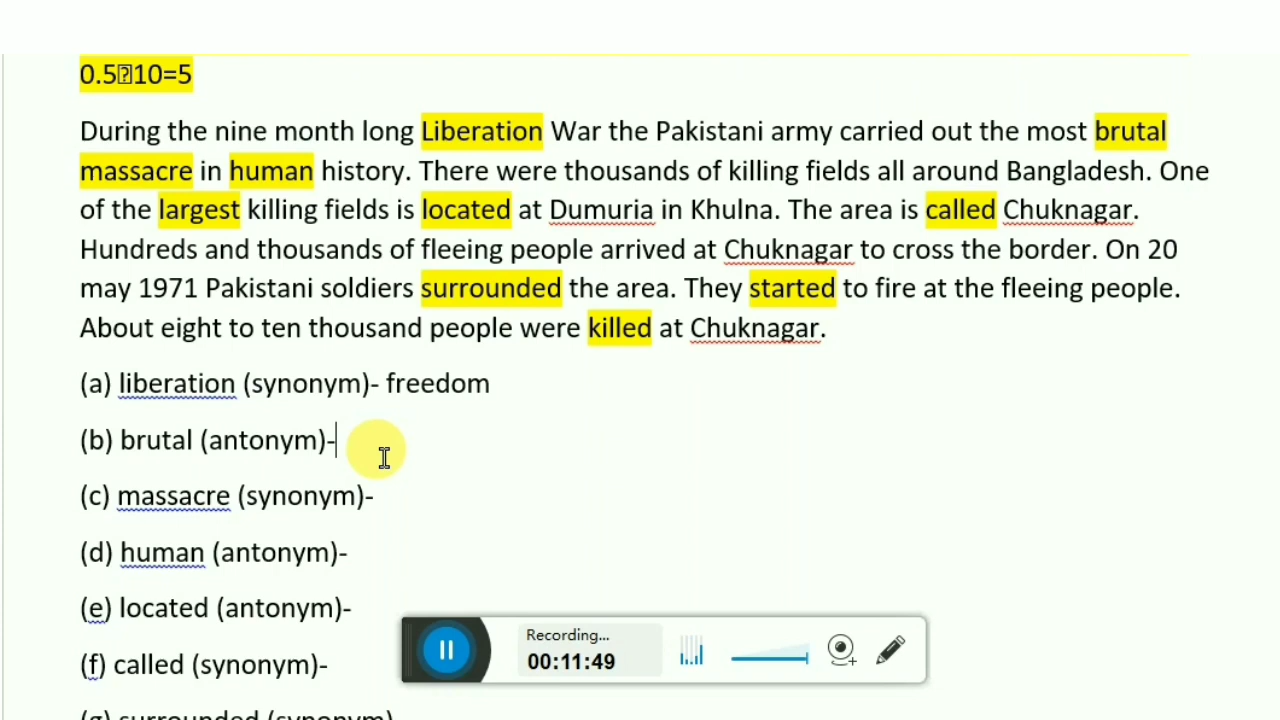 0.5⍰10=5
During the nine month long Liberation War the Pakistani army carried out the most brutal
massacre in human history. There were thousands of killing fields all around Bangladesh. One
of the largest killing fields is located at Dumuria in Khulna. The area is called Chuknagar.
Hundreds and thousands of fleeing people arrived at Chuknagar to cross the border. On 20
may 1971 Pakistani soldiers surrounded the area. They started to fire at the fleeing people.
About eight to ten thousand people were killed at Chuknagar.
(a) liberation (synonym)- freedom
(b) brutal (antonym)-
(c) massacre (synonym)-
(d) human (antonym)-
(e) located (antonym)-
(f) called (synonym)-
(g) surrounded (synonym)
Recording...
00:11:49